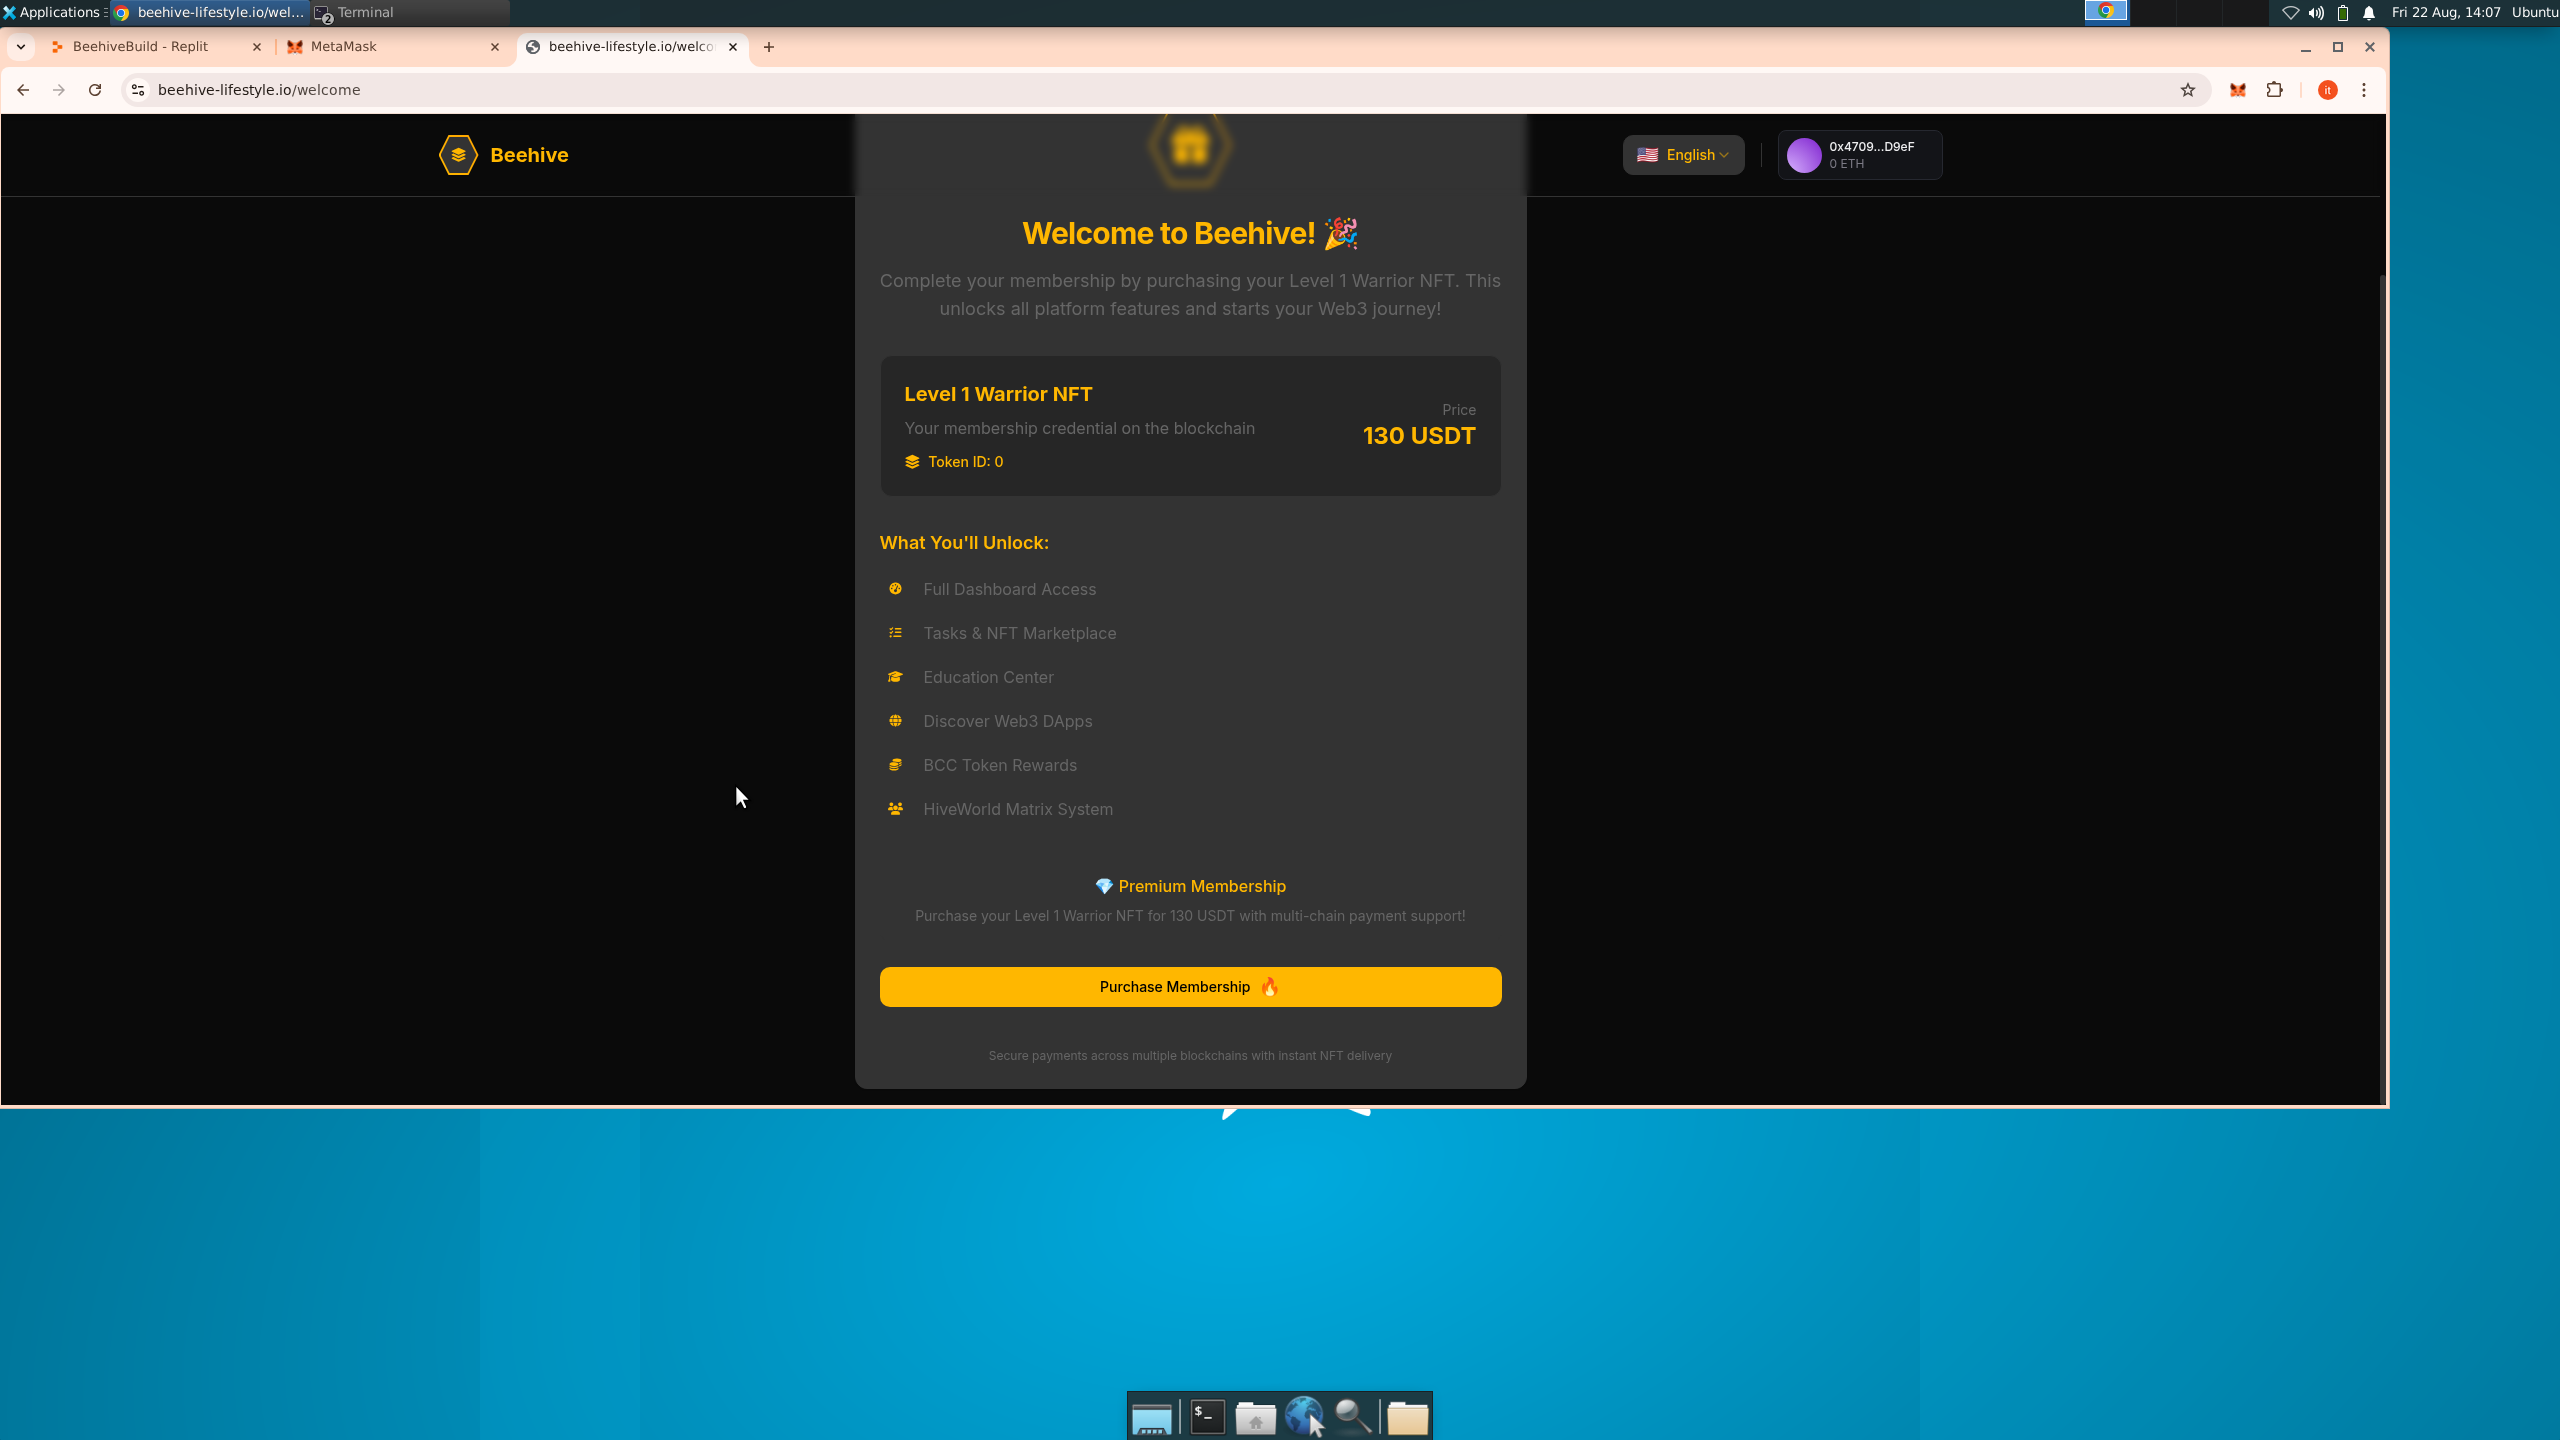 Applications
beehive-lifestyle.io/wel...
2
Terminal
Fri 22 Aug, 14:07
Ubuntu
BeehiveBuild - Replit
MetaMask
beehive-lifestyle.io/welco
beehive-lifestyle.io/welcome
it
Beehive
English
0x4709...D9eF
0 ETH
Welcome to Beehive!
Complete your membership by purchasing your Level 1 Warrior NFT. This
unlocks all platform features and starts your Web3 journey!
Level 1 Warrior NFT
Your membership credential on the blockchain
Token ID: 0
Price
130 USDT
What You'll Unlock:
Full Dashboard Access
Tasks & NFT Marketplace
Education Center
Discover Web3 DApps
BCC Token Rewards
HiveWorld Matrix System
Premium Membership
Purchase your Level 1 Warrior NFT for 130 USDT with multi-chain payment support!
Purchase Membership
Secure payments across multiple blockchains with instant NFT delivery
$_